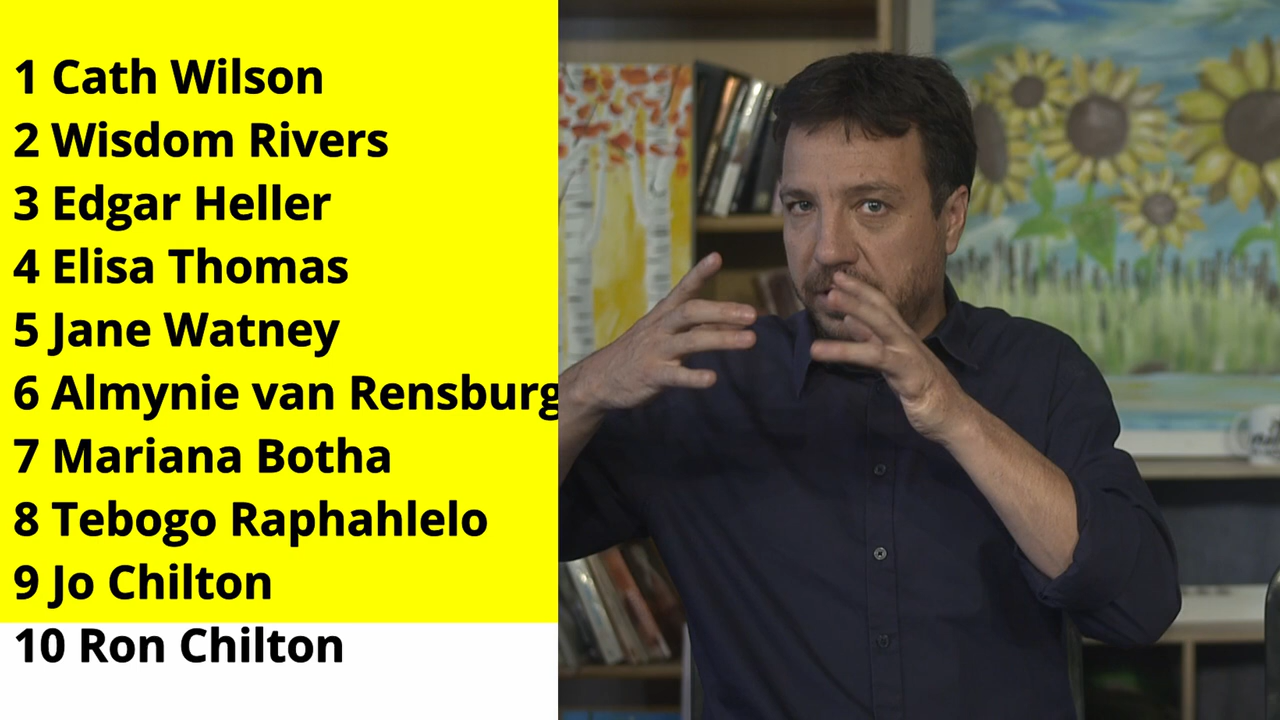 1 Cath Wilson
2 Wisdom Rivers
3 Edgar Heller
4 Elisa Thomas
5 Jane Watney
6 Almynie van Rensburg
7 Mariana Botha
8 Tebogo Raphahlelo
9 Jo Chilton
10 Ron Chilton